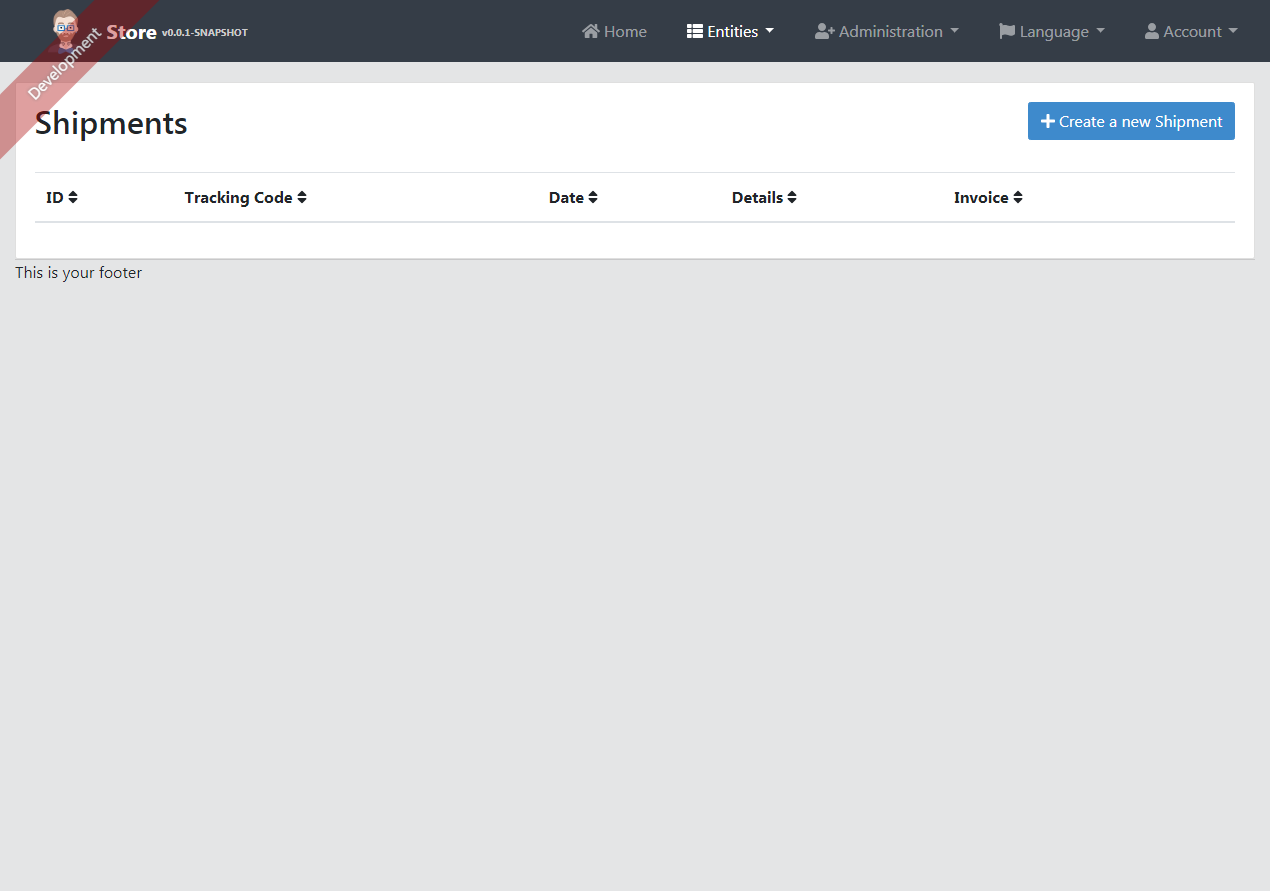 Development
Store v0.0.1-SNAPSHOT Home Entities Administration Language Account
Shipments Create a new Shipment
ID Tracking Code Date Details Invoice
This is your footer